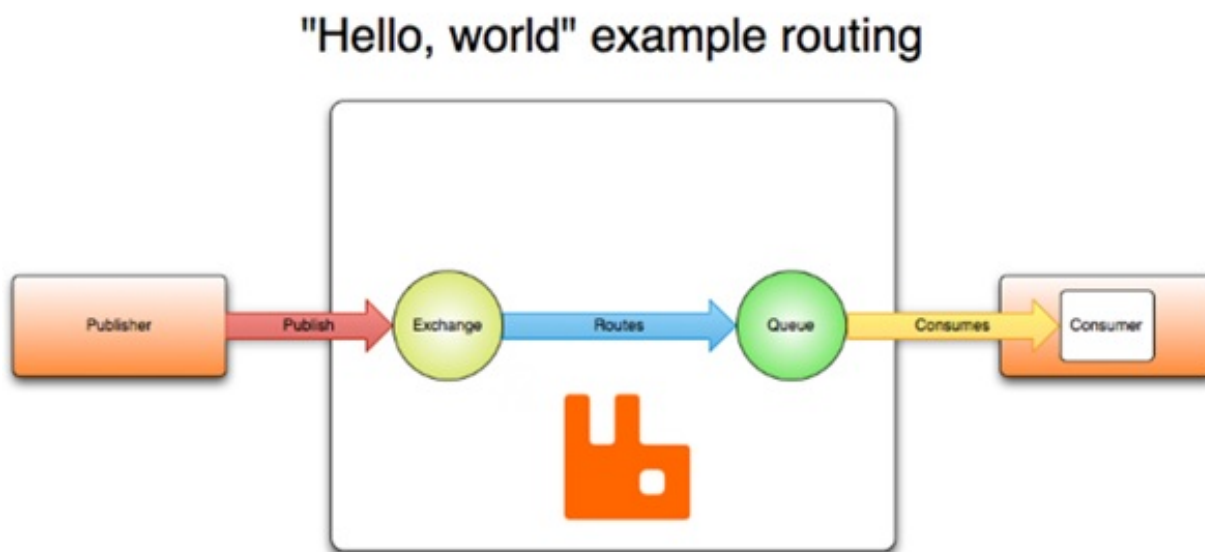 "Hello, world" example routing
Publisher
Publish
Exchange
Routes
Queue
Consumes
Consumer